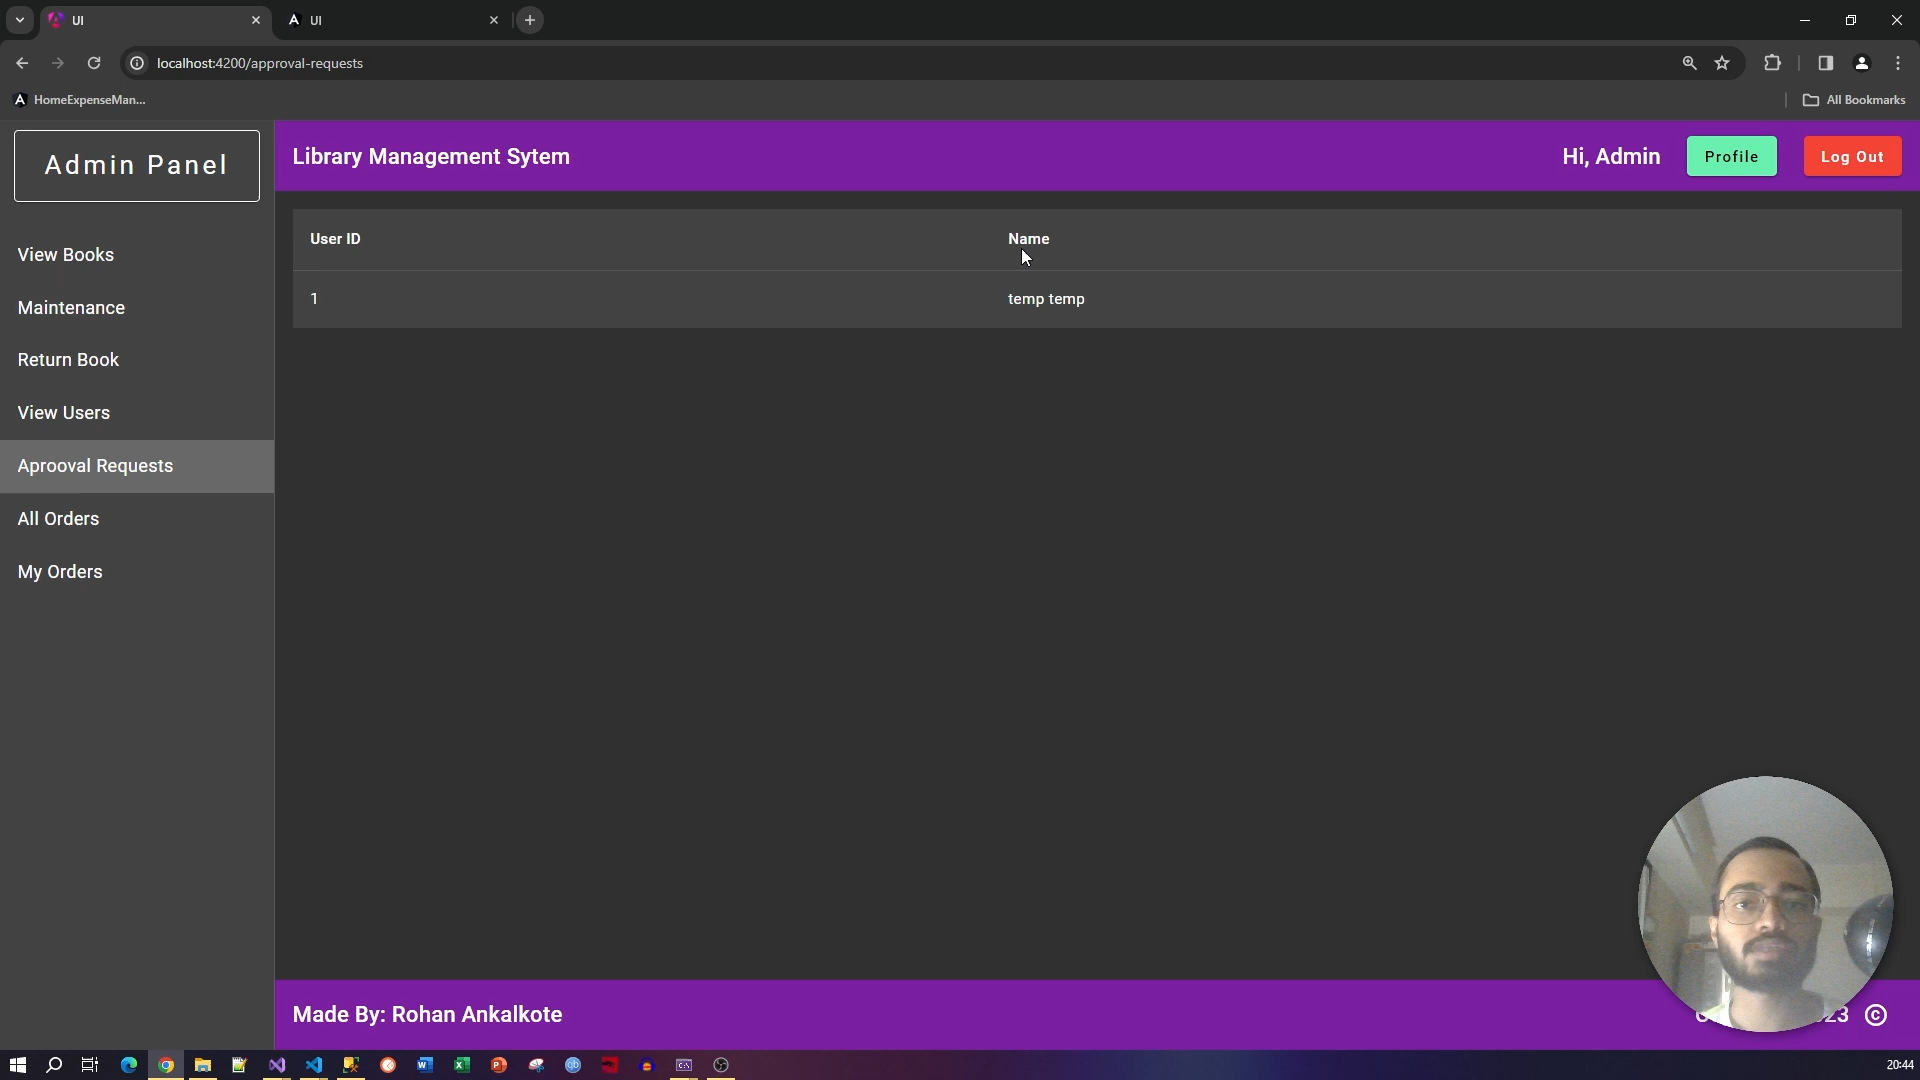 UI
UI
localhost:4200/approval-requests
HomeExpenseMan...
All Bookmarks
Admin Panel
Library Management Sytem
Hi, Admin
Profile
Log Out
User ID
Name
View Books
1
temp temp
Maintenance
Return Book
View Users
Aprooval Requests
All Orders
My Orders
Made By: Rohan Ankalkote
23 ©
20:44